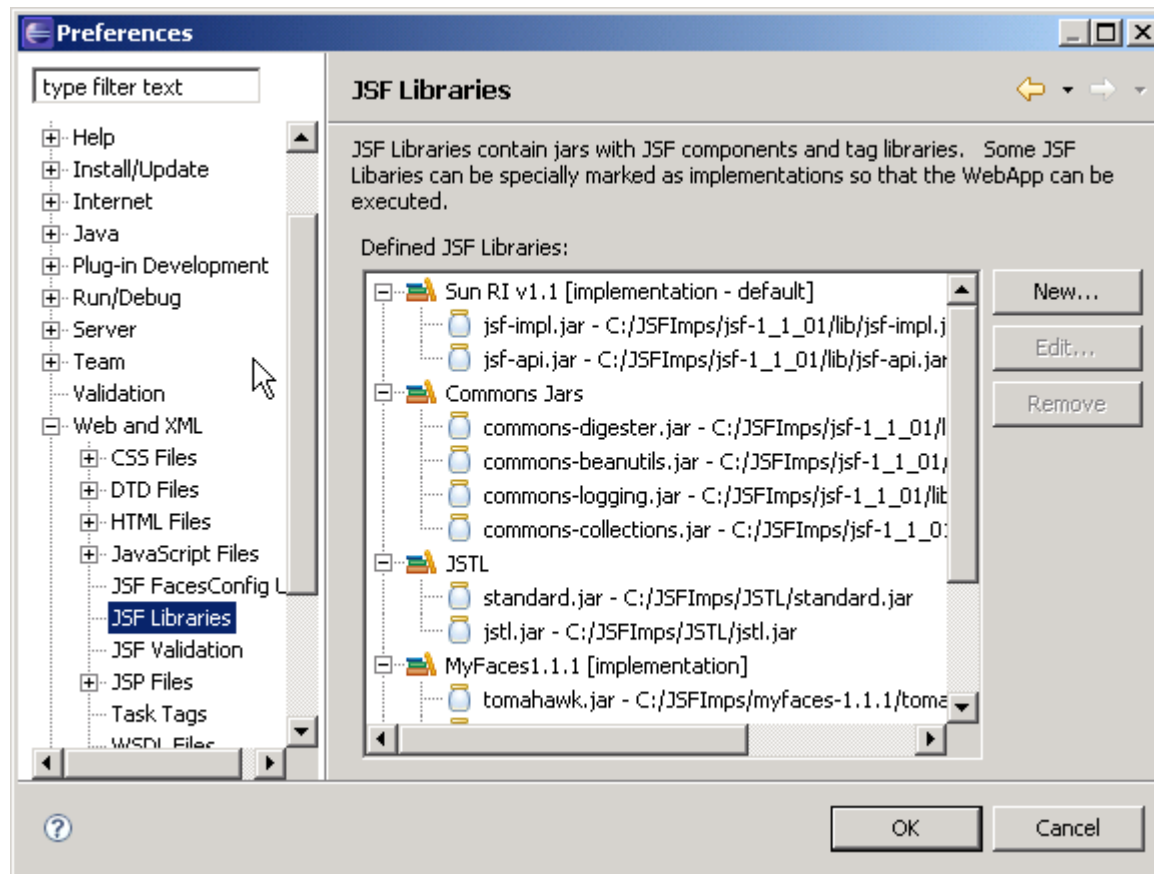 Preferences
type filter text
Help
Install/Update
Internet
Java
Plug-in Development
Run/Debug
Server
Team
Validation
Web and XML
CSS Files
DTD Files
HTML Files
JavaScript Files
JSF FacesConfig
JSF Libraries
JSF Validation
JSP Files
Task Tags
WSDL Files
JSF Libraries
JSF Libraries contain jars with JSF components and tag libraries. Some JSF
Libaries can be specially marked as implementations so that the WebApp can be
executed.
Defined JSF Libraries:
Sun RI v1.1 [implementation - default]
jsf-impl.jar - C:/JSFImps/jsf-1_1_01/lib/jsf-impl.j
jsf-api.jar - C:/JSFImps/jsf-1_1_01/lib/jsf-api.jar
Commons Jars
commons-digester.jar - C:/JSFImps/jsf-1_1_01/l
commons-beanutils.jar - C:/JSFImps/jsf-1_1_01/
commons-logging.jar - C:/JSFImps/jsf-1_1_01/lib
commons-collections.jar - C:/JSFImps/jsf-1_1_0
JSTL
standard.jar - C:/JSFImps/JSTL/standard.jar
jstl.jar - C:/JSFImps/JSTL/jstl.jar
MyFaces1.1.1 [implementation]
tomahawk.jar - C:/JSFImps/myfaces-1.1.1/toma
New...
Edit...
Remove
OK
Cancel